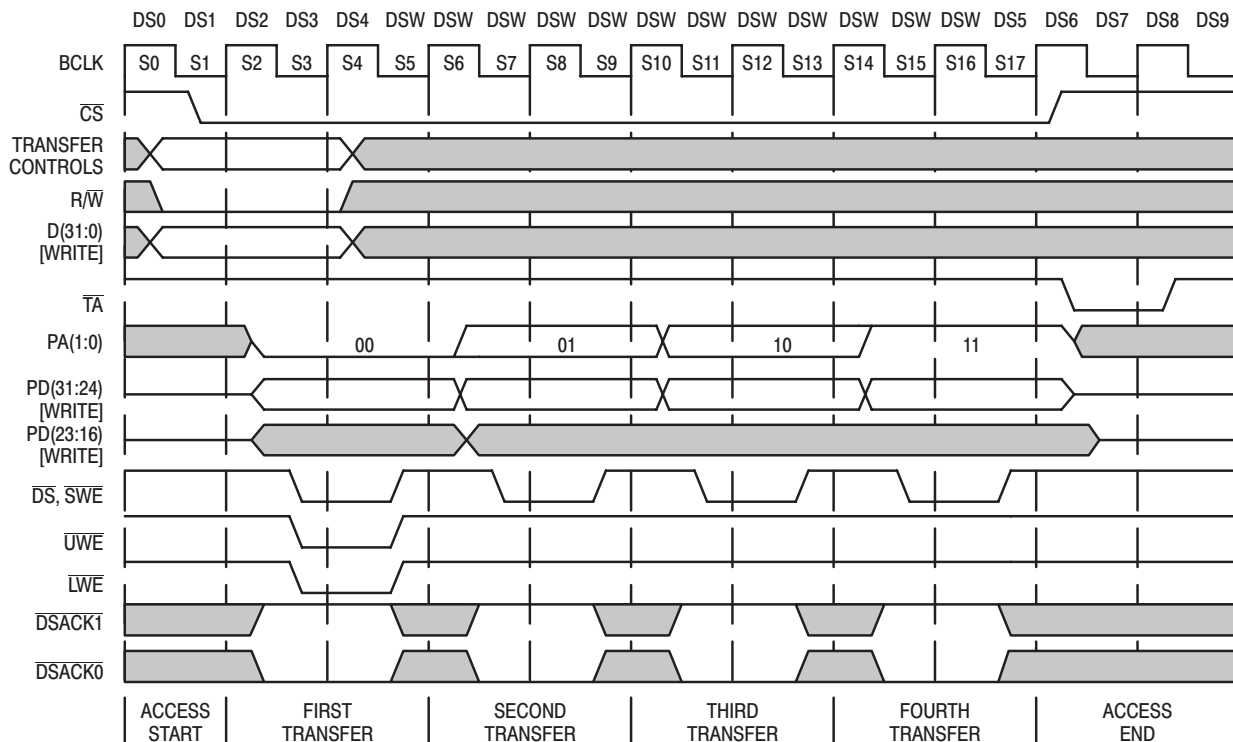 DS0 DS1 DS2 DS3 DS4 DSW DSW DSW DSW DSW DSW DSW DSW DSW DSW DSW DSW DS5 DS6 DS7 DS8 DS9
BCLK S0 S1 S2 S3 S4 S5 S6 S7 S8 S9 S10 S11 S12 S13 S14 S15 S16 S17
CS
TRANSFER
CONTROLS
R/W
D(31:0)
[WRITE]
TA
PA(1:0) 00 01 10 11
PD(31:24)
[WRITE]
PD(23:16)
[WRITE]
DS, SWE
UWE
LWE
DSACK1
DSACK0
ACCESS
START
FIRST
TRANSFER
SECOND
TRANSFER
THIRD
TRANSFER
FOURTH
TRANSFER
ACCESS
END